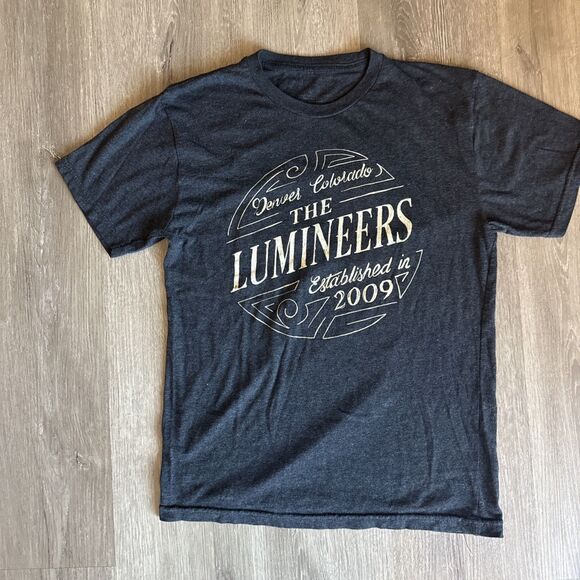 Denver Colorado
THE
LUMINEERS
Established in
2009